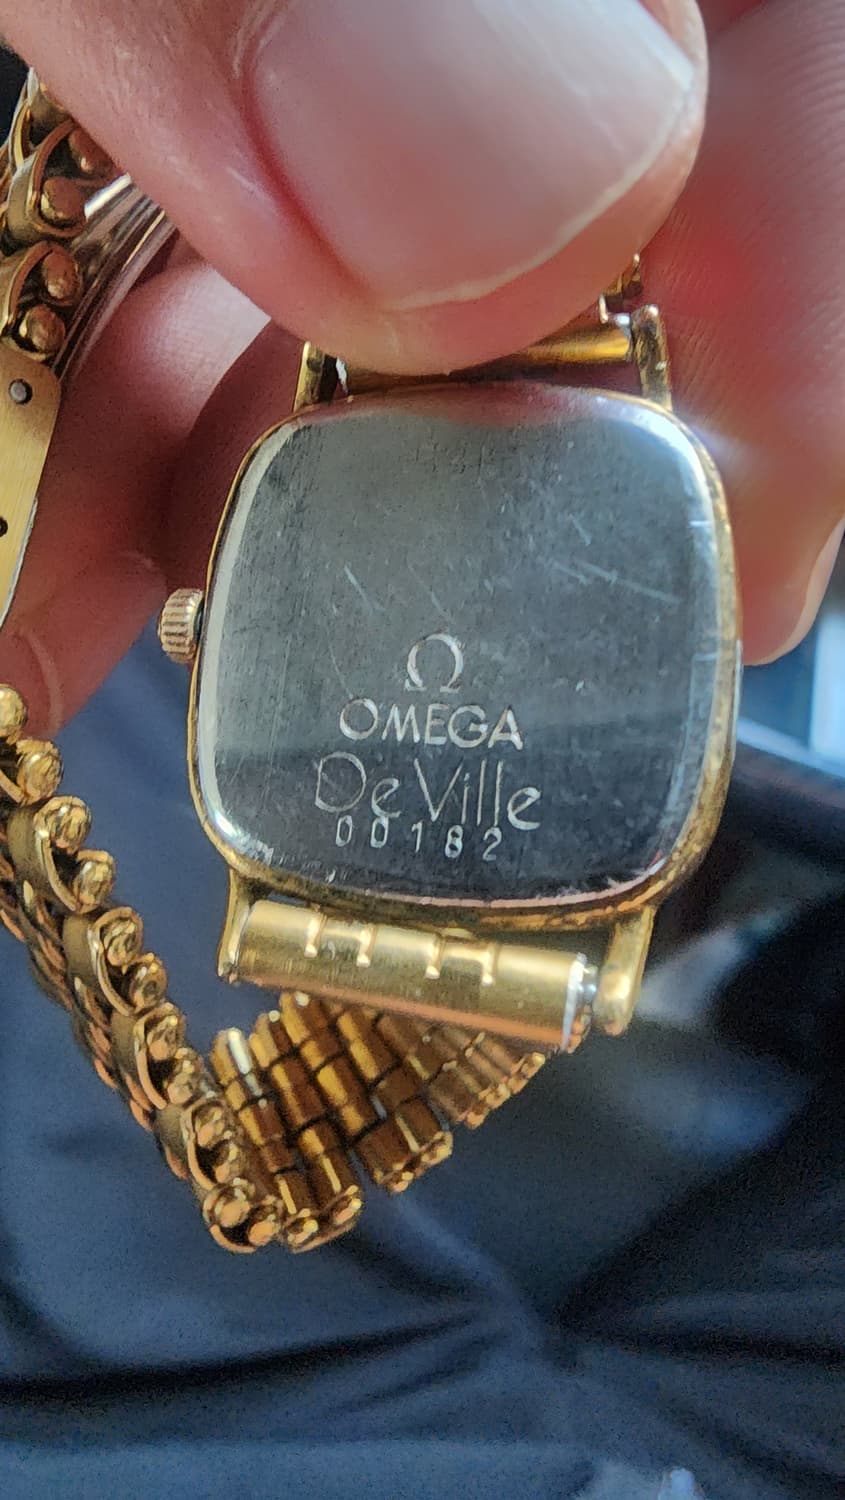 Ω
OMEGA
De Ville
00182